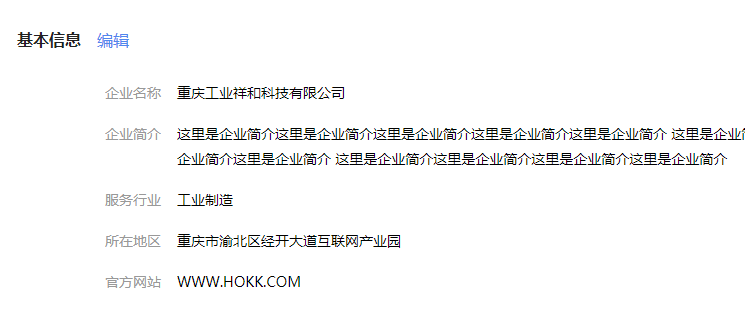 基本信息 编辑
企业名称 重庆工业祥和科技有限公司
企业简介 这里是企业简介这里是企业简介这里是企业简介这里是企业简介这里是企业简介 这里是企业
企业简介这里是企业简介 这里是企业简介这里是企业简介这里是企业简介这里是企业简介
服务行业 工业制造
所在地区 重庆市渝北区经开大道互联网产业园
官方网站 WWW.HOKK.COM